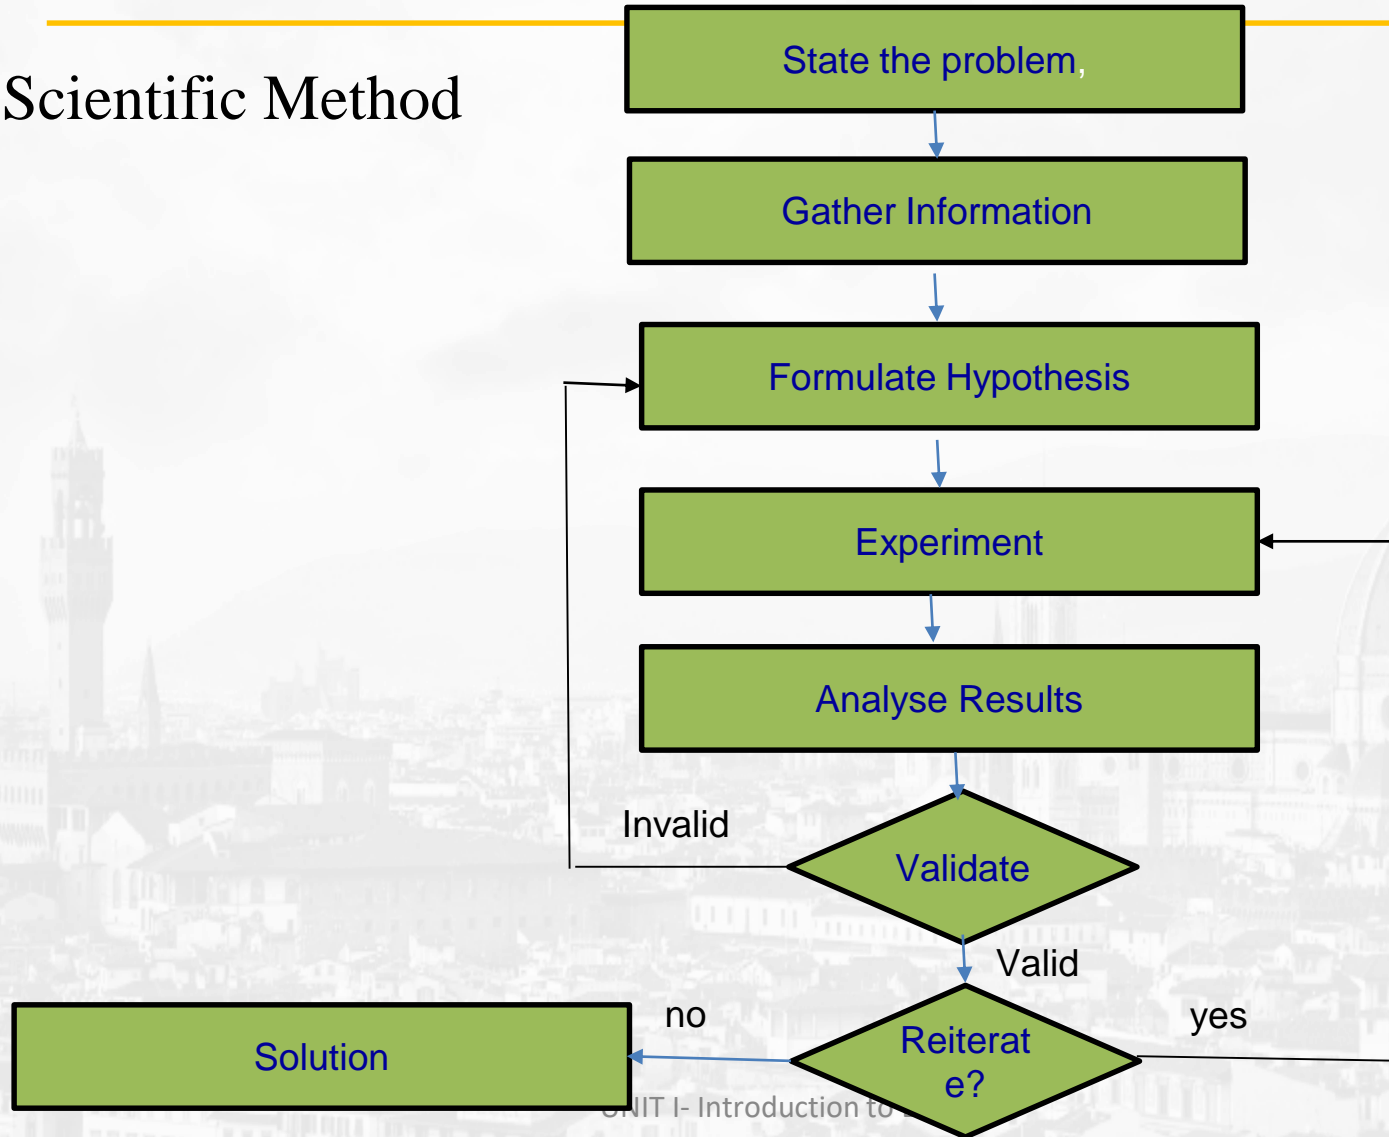 State the problem,
Scientific Method
Gather Information
Formulate Hypothesis
Experiment
Analyse Results
Invalid
Validate
Valid
no
yes
Reiterat
e?
Solution
UNIT I- Introduction to